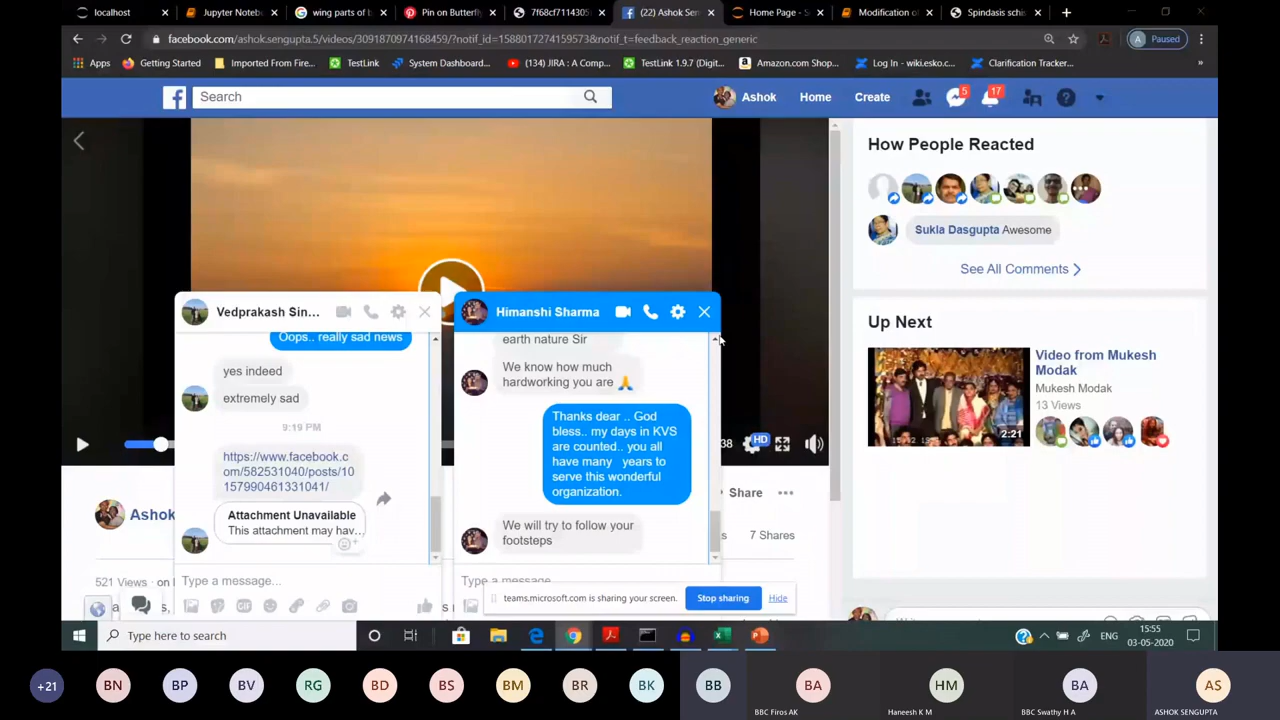 localhost
Jupyter Noteb
wing parts of b
Pin on Butterfl
7f68cf7114305
(22) Ashok Sen
Home Page - S
Modification o
Spindasis schi
facebook.com/ashok.sengupta.5/videos/3091870974168459/?notif_id=1588017274159573&notif_t=feedback_reaction_generic
A Paused
Apps
Getting Started
Imported From Fire...
TestLink
System Dashboard...
(134) JIRA : A Comp...
TestLink 1.9.7 (Digit...
Amazon.com Shop...
Log In - wiki.esko.c...
Clarification Tracker...
»
Search
Ashok
Home
Create
5
17
How People Reacted
Sukla Dasgupta Awesome
See All Comments
Up Next
Video from Mukesh
Modak
Mukesh Modak
13 Views
2:21
Vedprakash Sin...
Oops.. really sad news
yes indeed
extremely sad
9:19 PM
https://www.facebook.c
om/582531040/posts/10
157990461331041/
Attachment Unavailable
This attachment may hav...
Type a message...
GIF
Himanshi Sharma
earth nature Sir
We know how much
hardworking you are 🙏
Thanks dear .. God
bless.. my days in KVS
are counted.. you all
have many years to
serve this wonderful
organization.
We will try to follow your
footsteps
Type a message...
38
HD
Share
s
7 Shares
Ashok
521 Views · on
teams.microsoft.com is sharing your screen.
Stop sharing
Hide
Type here to search
ENG
15:55
03-05-2020
+21
BN
BP
BV
RG
BD
BS
BM
BR
BK
BB
BA
BBC Firos AK
HM
Haneesh K M
BA
BBC Swathy H A
AS
ASHOK SENGUPTA